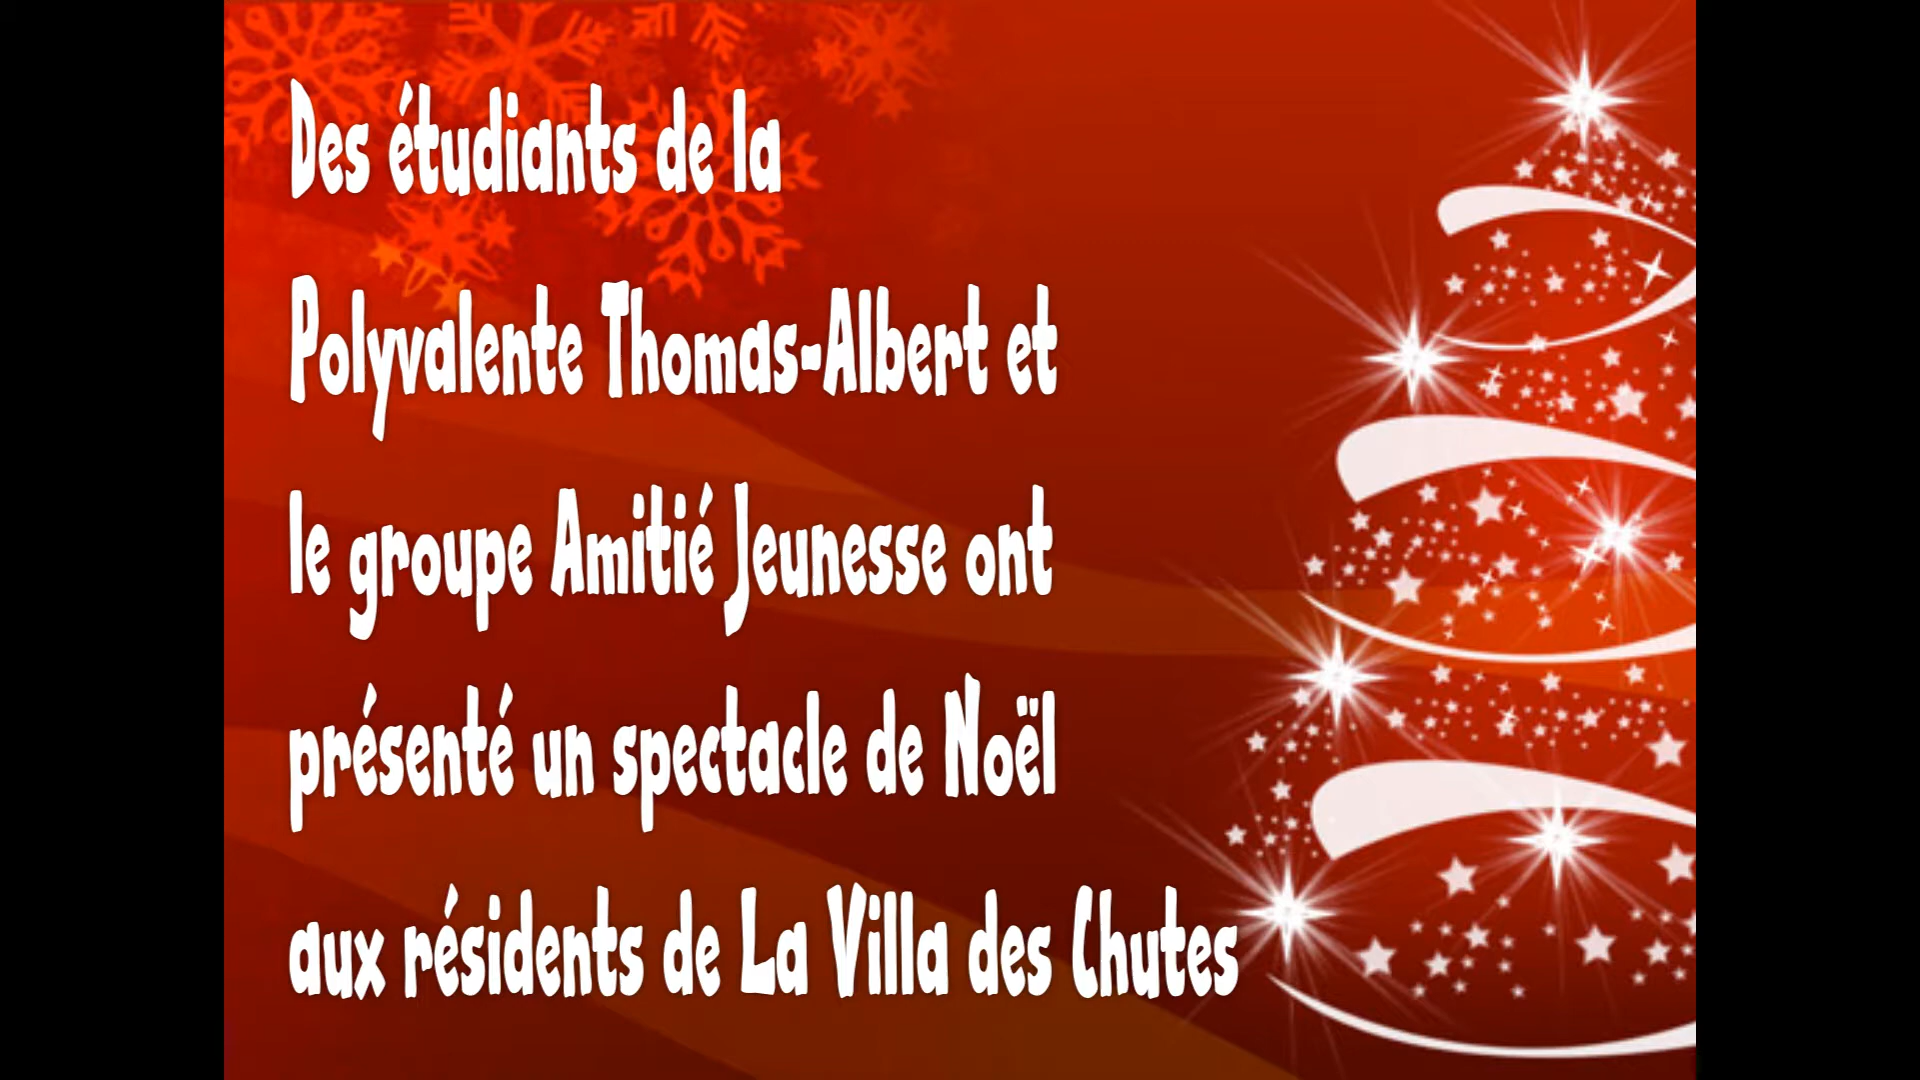 Des étudiants de la
Polyvalente Thomas-Albert et
le groupe Amitié Jeunesse ont
présenté un spectacle de Noël
aux résidents de La Villa des Chutes